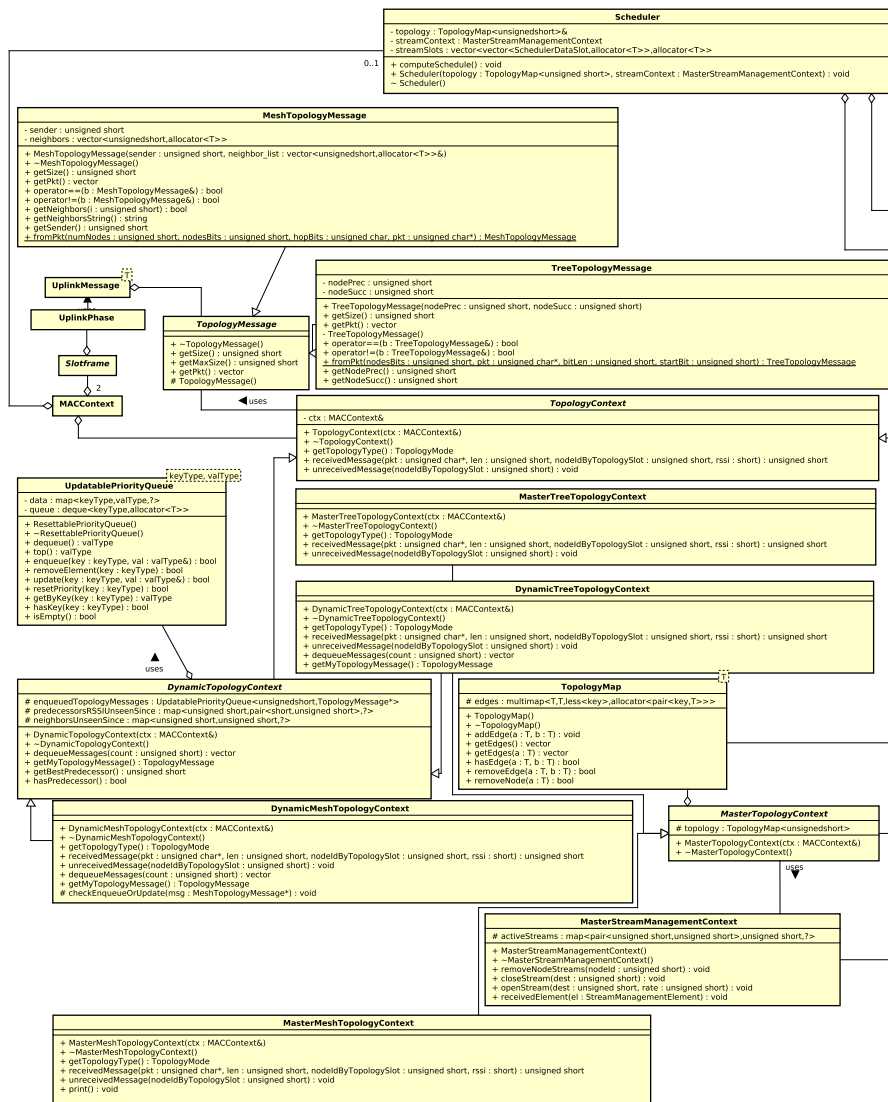 Scheduler
- topology : TopologyMap<unsignedshort>&
- streamContext : MasterStreamManagementContext
- streamSlots : vector<vector<SchedulerDataSlot,allocator<T>>,allocator<T>>
+ computeSchedule() : void
+ Scheduler(topology : TopologyMap<unsigned short>, streamContext : MasterStreamManagementContext) : void
~ Scheduler()
0..1
MeshTopologyMessage
- sender : unsigned short
- neighbors : vector<unsignedshort,allocator<T>>
+ MeshTopologyMessage(sender : unsigned short, neighbor_list : vector<unsignedshort,allocator<T>>&)
+ ~MeshTopologyMessage()
+ getSize() : unsigned short
+ getPkt() : vector
+ operator==(b : MeshTopologyMessage&) : bool
+ operator!=(b : MeshTopologyMessage&) : bool
+ getNeighbors(i : unsigned short) : bool
+ getNeighborsString() : string
+ getSender() : unsigned short
+ fromPkt(numNodes : unsigned short, nodesBits : unsigned short, hopBits : unsigned char, pkt : unsigned char*) : MeshTopologyMessage
T
UplinkMessage
UplinkPhase
Slotframe
2
MACContext
TopologyMessage
+ ~TopologyMessage()
+ getSize() : unsigned short
+ getMaxSize() : unsigned short
+ getPkt() : vector
# TopologyMessage()
TreeTopologyMessage
- nodePrec : unsigned short
- nodeSucc : unsigned short
+ TreeTopologyMessage(nodePrec : unsigned short, nodeSucc : unsigned short)
+ getSize() : unsigned short
+ getPkt() : vector
- TreeTopologyMessage()
+ operator==(b : TreeTopologyMessage&) : bool
+ operator!=(b : TreeTopologyMessage&) : bool
+ fromPkt(nodesBits : unsigned short, pkt : unsigned char*, bitLen : unsigned short, startBit : unsigned short) : TreeTopologyMessage
+ getNodePrec() : unsigned short
+ getNodeSucc() : unsigned short
uses
TopologyContext
- ctx : MACContext&
+ TopologyContext(ctx : MACContext&)
+ ~TopologyContext()
+ getTopologyType() : TopologyMode
+ receivedMessage(pkt : unsigned char*, len : unsigned short, nodeIdByTopologySlot : unsigned short, rssi : short) : unsigned short
+ unreceivedMessage(nodeIdByTopologySlot : unsigned short) : void
keyType, valType
UpdatablePriorityQueue
- data : map<keyType,valType,?>
- queue : deque<keyType,allocator<T>>
+ ResettablePriorityQueue()
+ ~ResettablePriorityQueue()
+ dequeue() : valType
+ top() : valType
+ enqueue(key : keyType, val : valType&) : bool
+ removeElement(key : keyType) : bool
+ update(key : keyType, val : valType&) : bool
+ resetPriority(key : keyType) : bool
+ getByKey(key : keyType) : valType
+ hasKey(key : keyType) : bool
+ isEmpty() : bool
MasterTreeTopologyContext
+ MasterTreeTopologyContext(ctx : MACContext&)
+ ~MasterTreeTopologyContext()
+ getTopologyType() : TopologyMode
+ receivedMessage(pkt : unsigned char*, len : unsigned short, nodeIdByTopologySlot : unsigned short, rssi : short) : unsigned short
+ unreceivedMessage(nodeIdByTopologySlot : unsigned short) : void
DynamicTreeTopologyContext
+ DynamicTreeTopologyContext(ctx : MACContext&)
+ ~DynamicTreeTopologyContext()
+ getTopologyType() : TopologyMode
+ receivedMessage(pkt : unsigned char*, len : unsigned short, nodeIdByTopologySlot : unsigned short, rssi : short) : unsigned short
+ unreceivedMessage(nodeIdByTopologySlot : unsigned short) : void
+ dequeueMessages(count : unsigned short) : vector
+ getMyTopologyMessage() : TopologyMessage
uses
DynamicTopologyContext
# enqueuedTopologyMessages : UpdatablePriorityQueue<unsignedshort,TopologyMessage*>
# predecessorsRSSIUnseenSince : map<unsigned short,pair<short,unsigned short>,?>
# neighborsUnseenSince : map<unsigned short,unsigned short,?>
+ DynamicTopologyContext(ctx : MACContext&)
+ ~DynamicTopologyContext()
+ dequeueMessages(count : unsigned short) : vector
+ getMyTopologyMessage() : TopologyMessage
+ getBestPredecessor() : unsigned short
+ hasPredecessor() : bool
T
TopologyMap
# edges : multimap<T,T,less<key>,allocator<pair<key,T>>>
+ TopologyMap()
+ ~TopologyMap()
+ addEdge(a : T, b : T) : void
+ getEdges() : vector
+ getEdges(a : T) : vector
+ hasEdge(a : T, b : T) : bool
+ removeEdge(a : T, b : T) : bool
+ removeNode(a : T) : bool
DynamicMeshTopologyContext
+ DynamicMeshTopologyContext(ctx : MACContext&)
+ ~DynamicMeshTopologyContext()
+ getTopologyType() : TopologyMode
+ receivedMessage(pkt : unsigned char*, len : unsigned short, nodeIdByTopologySlot : unsigned short, rssi : short) : unsigned short
+ unreceivedMessage(nodeIdByTopologySlot : unsigned short) : void
+ dequeueMessages(count : unsigned short) : vector
+ getMyTopologyMessage() : TopologyMessage
# checkEnqueueOrUpdate(msg : MeshTopologyMessage*) : void
MasterTopologyContext
# topology : TopologyMap<unsignedshort>
+ MasterTopologyContext(ctx : MACContext&)
+ ~MasterTopologyContext()
uses
MasterStreamManagementContext
# activeStreams : map<pair<unsigned short,unsigned short>,unsigned short,?>
+ MasterStreamManagementContext()
+ ~MasterStreamManagementContext()
+ removeNodeStreams(nodeId : unsigned short) : void
+ closeStream(dest : unsigned short) : void
+ openStream(dest : unsigned short, rate : unsigned short) : void
+ receivedElement(el : StreamManagementElement) : void
MasterMeshTopologyContext
+ MasterMeshTopologyContext(ctx : MACContext&)
+ ~MasterMeshTopologyContext()
+ getTopologyType() : TopologyMode
+ receivedMessage(pkt : unsigned char*, len : unsigned short, nodeIdByTopologySlot : unsigned short, rssi : short) : unsigned short
+ unreceivedMessage(nodeIdByTopologySlot : unsigned short) : void
+ print() : void